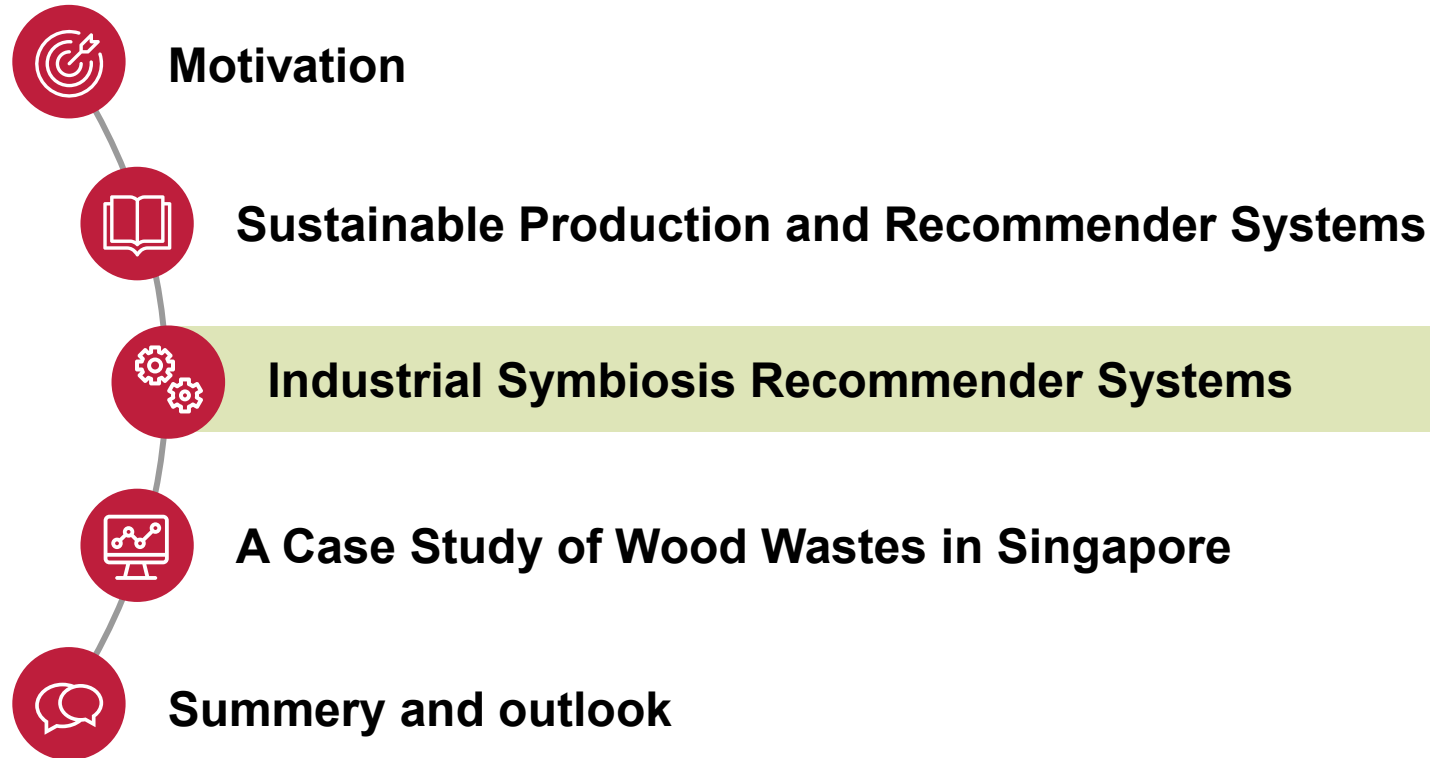 Motivation
Sustainable Production and Recommender Systems
Industrial Symbiosis Recommender Systems
A Case Study of Wood Wastes in Singapore
Summery and outlook